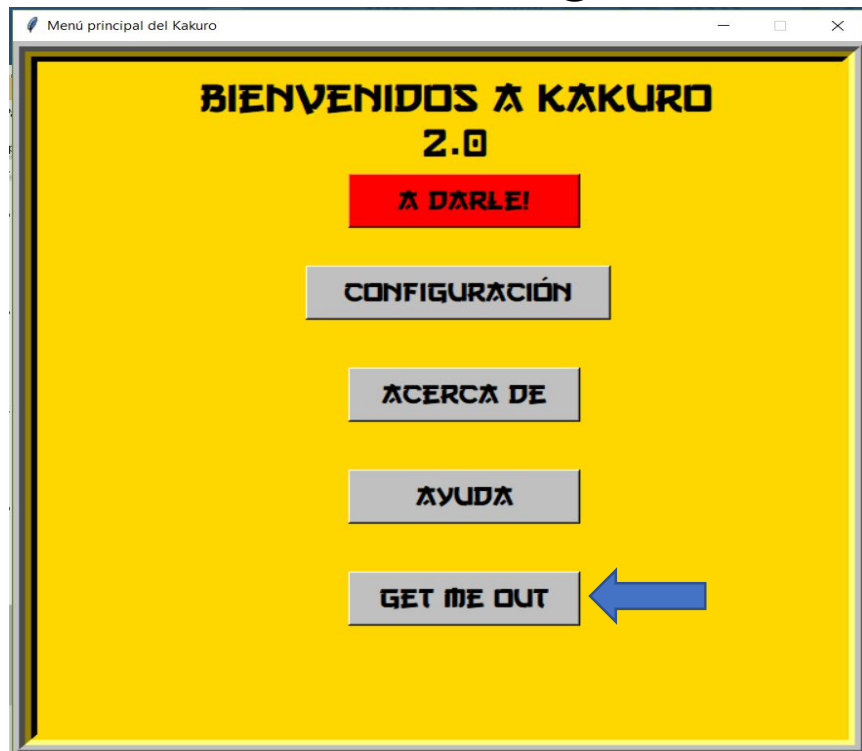 Menú principal del Kakuro
BIENVENIDOS A KAKURO
2.0
A DARLE!
CONFIGURACIÓN
ACERCA DE
AYUDA
GET ME OUT